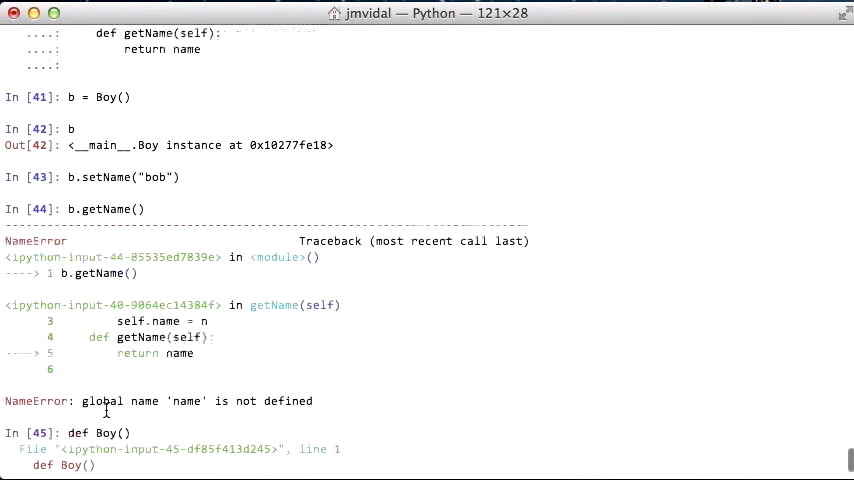 jmvidal — Python — 121×28
....:     def getName(self):
....:         return name
....:
In [41]: b = Boy()
In [42]: b
Out[42]: <__main__.Boy instance at 0x10277fe18>
In [43]: b.setName("bob")
In [44]: b.getName()
---------------------------------------------------------------------------
NameError                                 Traceback (most recent call last)
<ipython-input-44-85535ed7839e> in <module>()
----> 1 b.getName()
<ipython-input-40-9064ec14384f> in getName(self)
      3         self.name = n
      4     def getName(self):
----> 5         return name
      6
NameError: global name 'name' is not defined
In [45]: def Boy()
  File "<ipython-input-45-df85f413d245>", line 1
    def Boy()